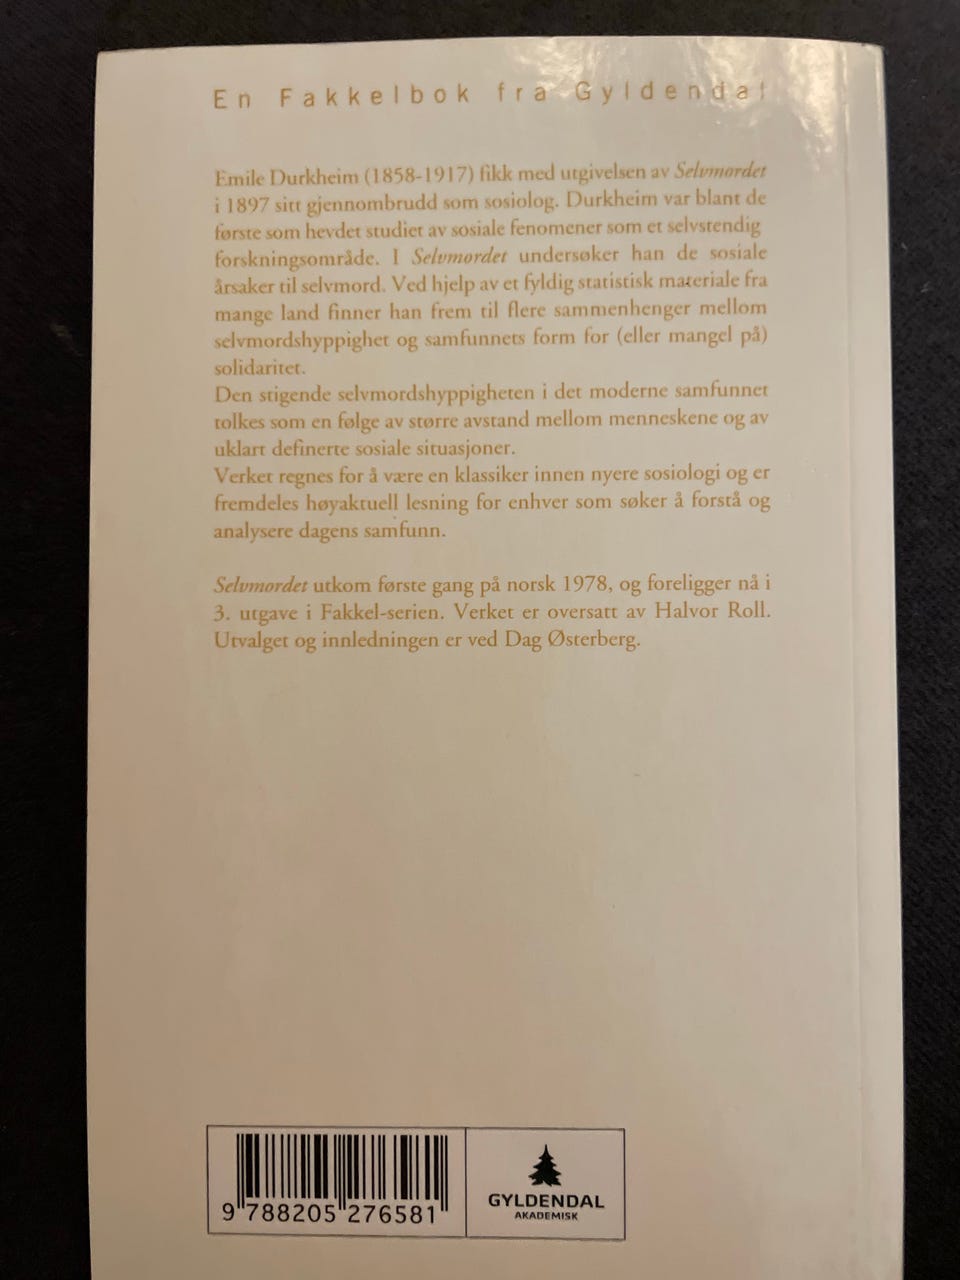 En Fakkelbok fra Gyldendal
Emile Durkheim (1858-1917) fikk med utgivelsen av Selvmordet
i 1897 sitt gjennombrudd som sosiolog. Durkheim var blant de
første som hevdet studiet av sosiale fenomener som et selvstendig
forskningsområde. I Selvmordet undersøker han de sosiale
årsaker til selvmord. Ved hjelp av et fyldig statistisk materiale fra
mange land finner han frem til flere sammenhenger mellom
selvmordshyppighet og samfunnets form for (eller mangel på)
solidaritet.
Den stigende selvmordshyppigheten i det moderne samfunnet
tolkes som en følge av større avstand mellom menneskene og av
uklart definerte sosiale situasjoner.
Verket regnes for å være en klassiker innen nyere sosiologi og er
fremdeles høyaktuell lesning for enhver som søker å forstå og
analysere dagens samfunn.
Selvmordet utkom første gang på norsk 1978, og foreligger nå i
3. utgave i Fakkel-serien. Verket er oversatt av Halvor Roll.
Utvalget og innledningen er ved Dag Østerberg.
9 788205 276581
GYLDENDAL
AKADEMISK